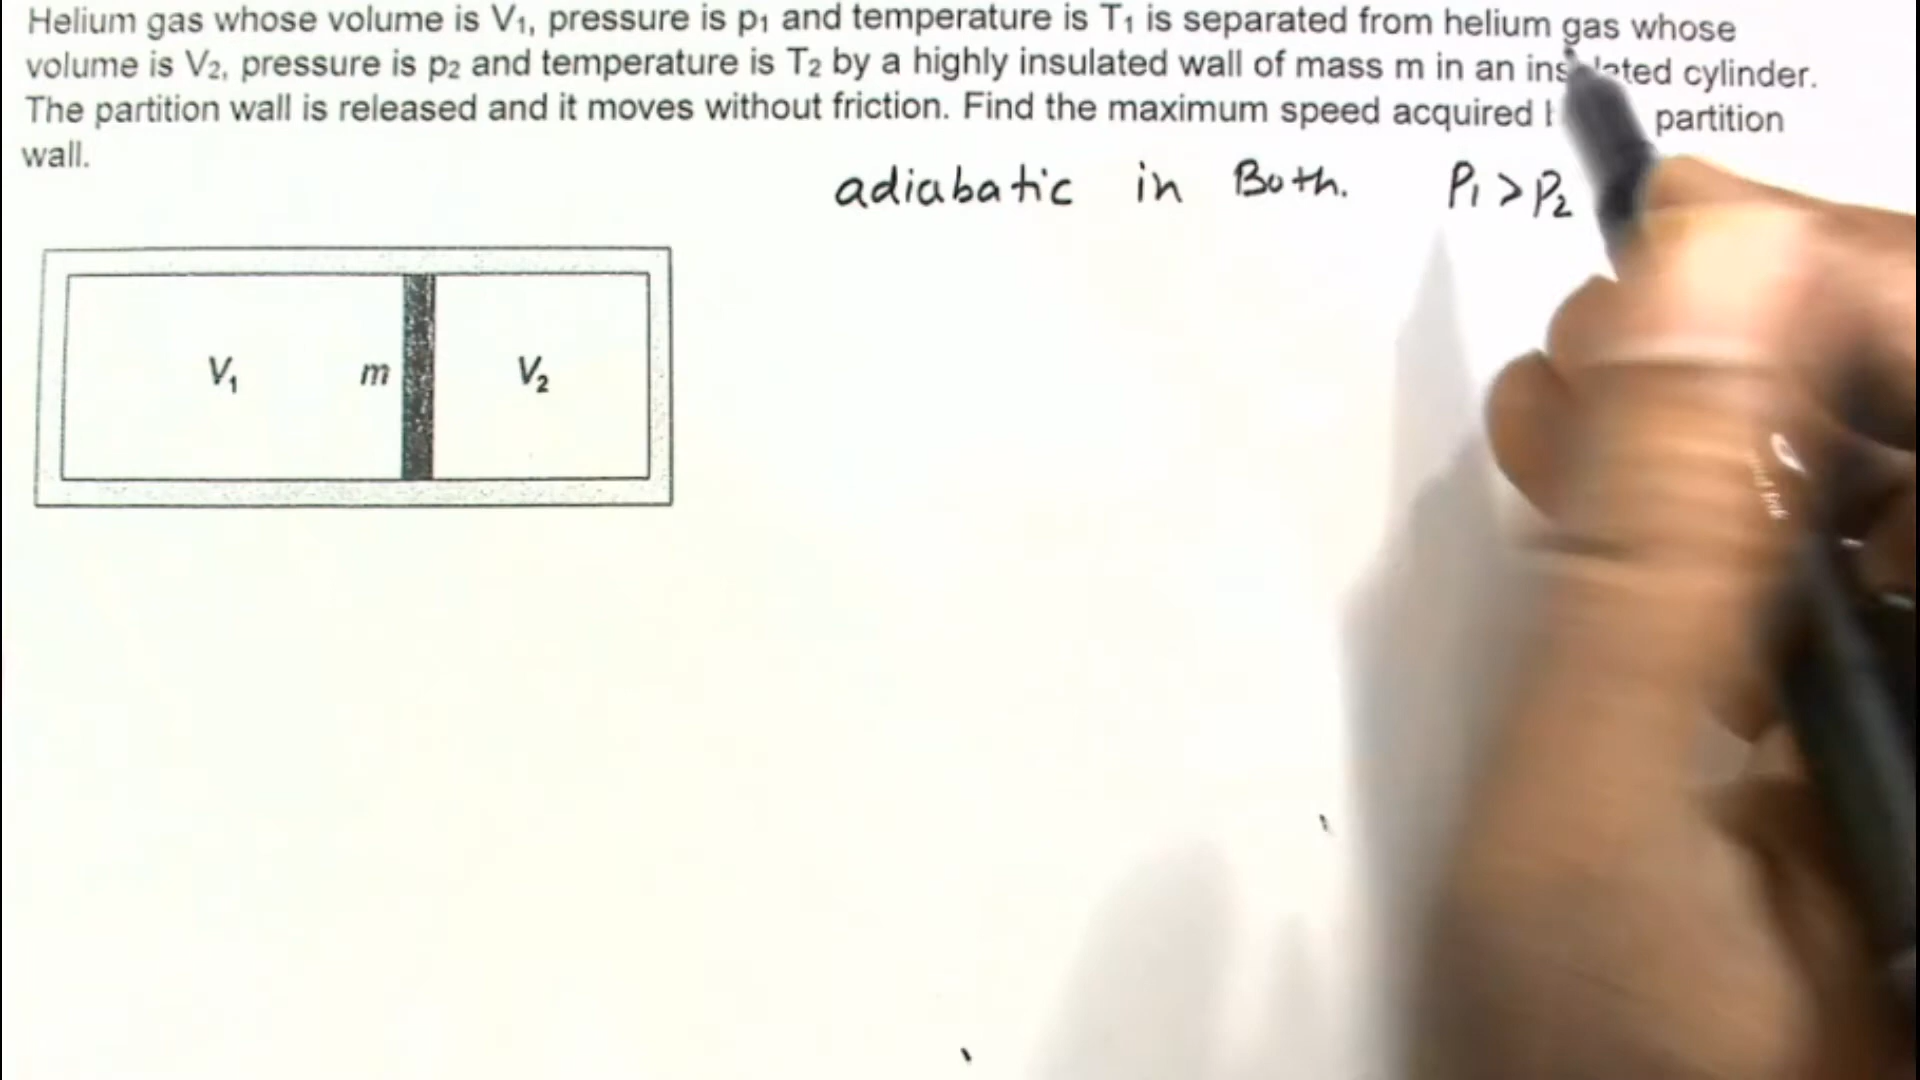 Helium gas whose volume is V₁, pressure is p₁ and temperature is T₁ is separated from helium gas whose
volume is V₂, pressure is p₂ and temperature is T₂ by a highly insulated wall of mass m in an cylinder.
The partition wall is released and it moves without friction. Find the maximum speed acquired partition
wall.
adiabatic in Both. P₁ > P₂
V₁ m V₂